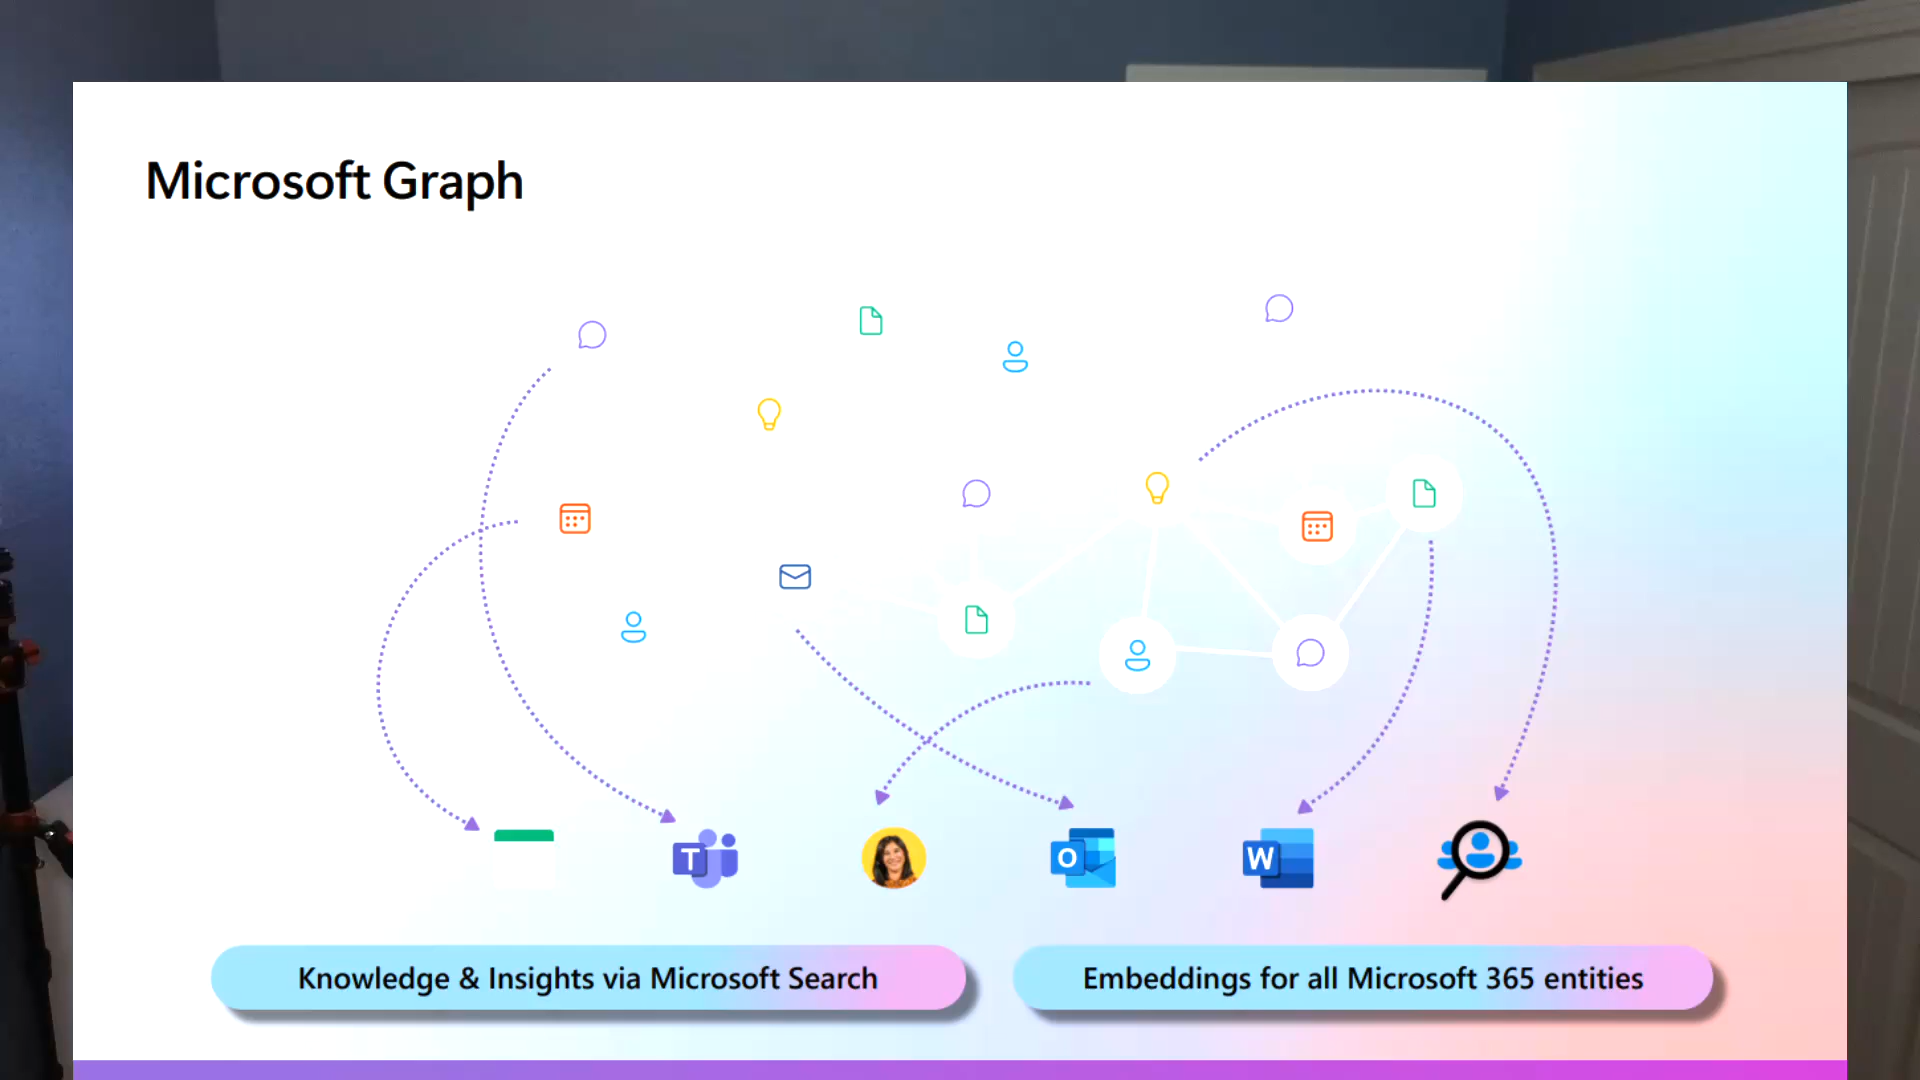 Microsoft Graph
T
O
W
Knowledge & Insights via Microsoft Search
Embeddings for all Microsoft 365 entities